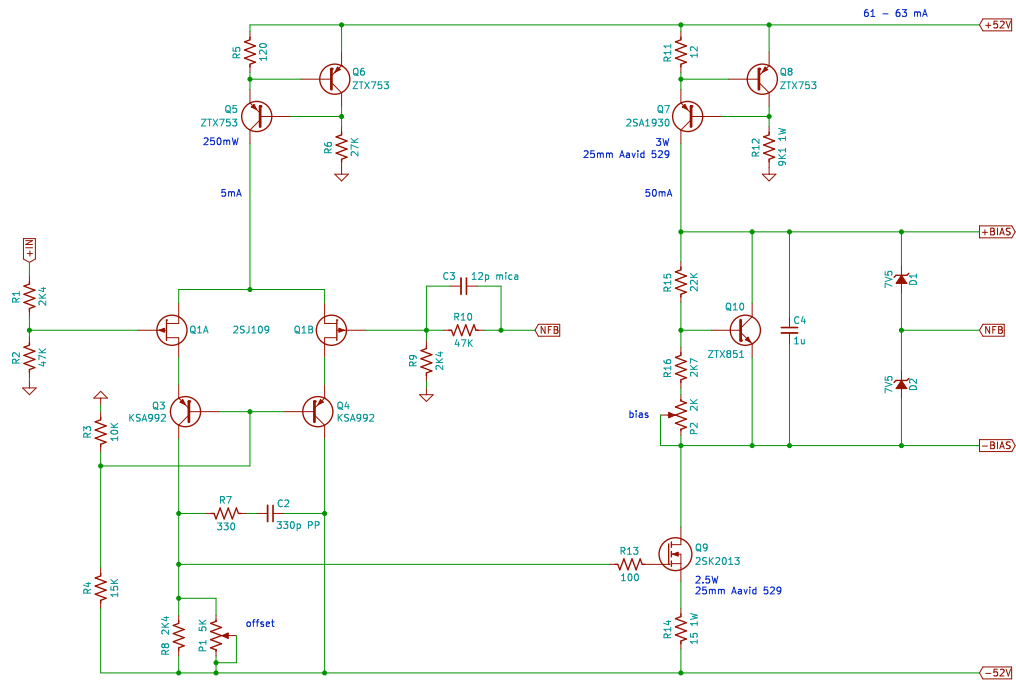 61 - 63 mA
+52V
R5
120
Q6
ZTX753
R11
12
Q8
ZTX753
Q5
ZTX753
250mW
R6
27K
Q7
2SA1930
3W
25mm Aavid 529
R12
9K1 1W
5mA
50mA
+IN
+BIAS
R1
2K4
C3
12p mica
R15
22K
7V5
D1
Q1A
2SJ109
Q1B
R10
47K
NFB
Q10
ZTX851
C4
1u
NFB
R2
47K
R9
2K4
R16
2K7
7V5
D2
Q3
KSA992
Q4
KSA992
bias
P2 2K
R3
10K
-BIAS
R7
330
C2
330p PP
R13
100
Q9
2SK2013
2.5W
25mm Aavid 529
R4
15K
R8 2K4
P1 5K
offset
R14
15 1W
-52V